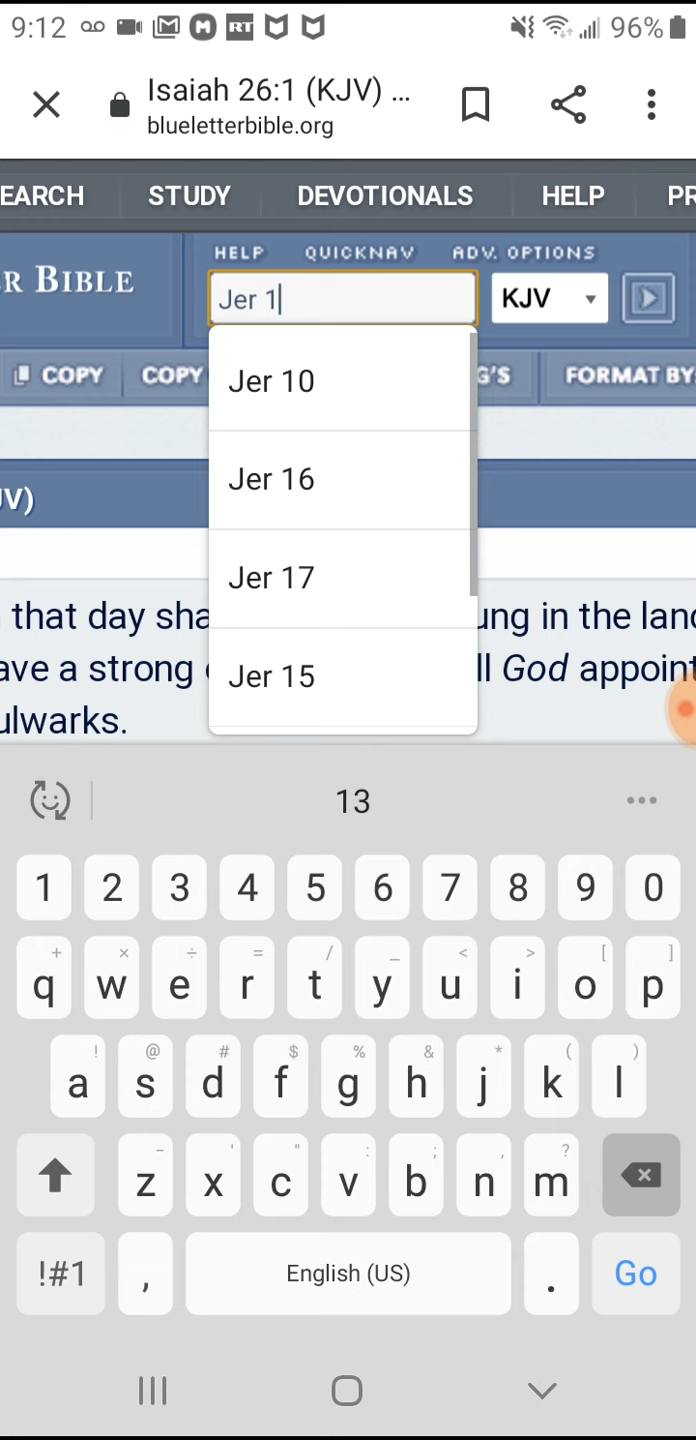 9:12 RT 96%
Isaiah 26:1 (KJV) ...
blueletterbible.org
EARCH STUDY DEVOTIONALS HELP PR
R BIBLE
HELP QUICKNAV ADV. OPTIONS
Jer 1
KJV
COPY COPY G'S FORMAT BY
Jer 10
JV)
Jer 16
Jer 17
that day sha ung in the land
ave a strong ll God appoint
Jer 15
ulwarks.
13 •••
1 2 3 4 5 6 7 8 9 0
+ × ÷ = / _ < > [ ]
q w e r t y u i o p
! @ # $ % & * ( )
a s d f g h j k l
- ' " : ; , ?
z x c v b n m
!#1 , English (US) . Go